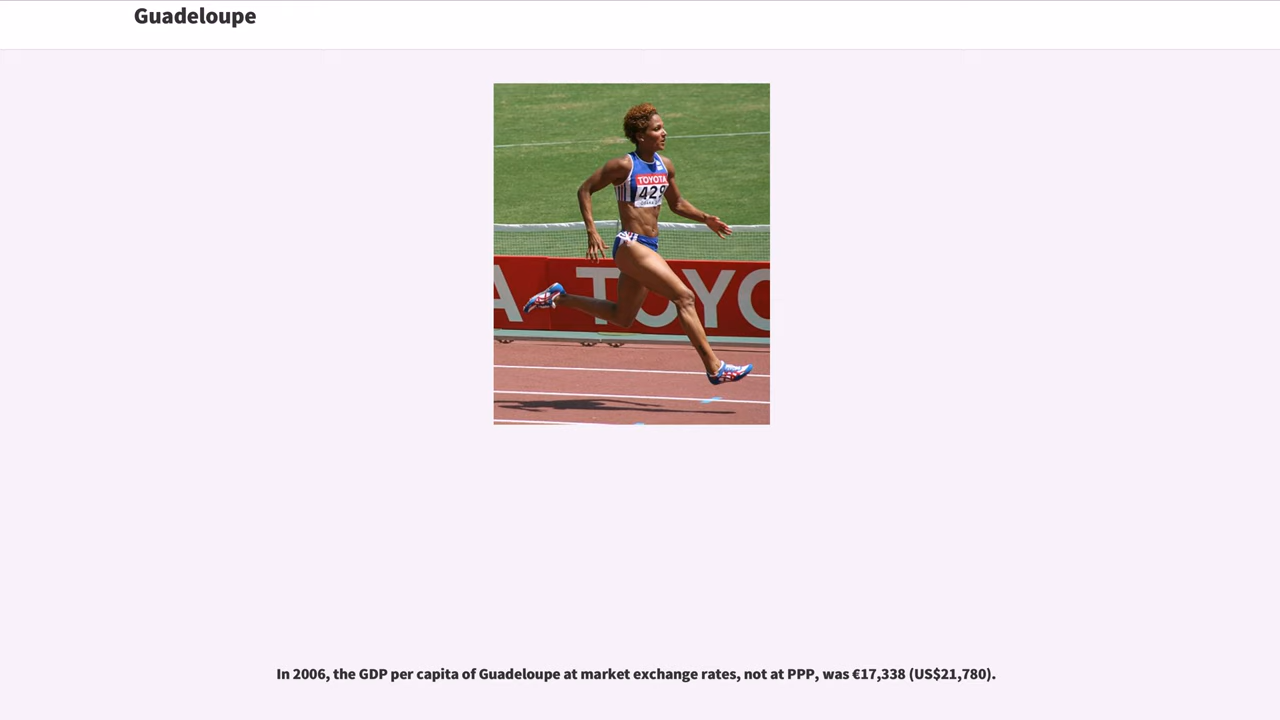 Guadeloupe
TOYOTA
429
A TOYO
In 2006, the GDP per capita of Guadeloupe at market exchange rates, not at PPP, was €17,338 (US$21,780).